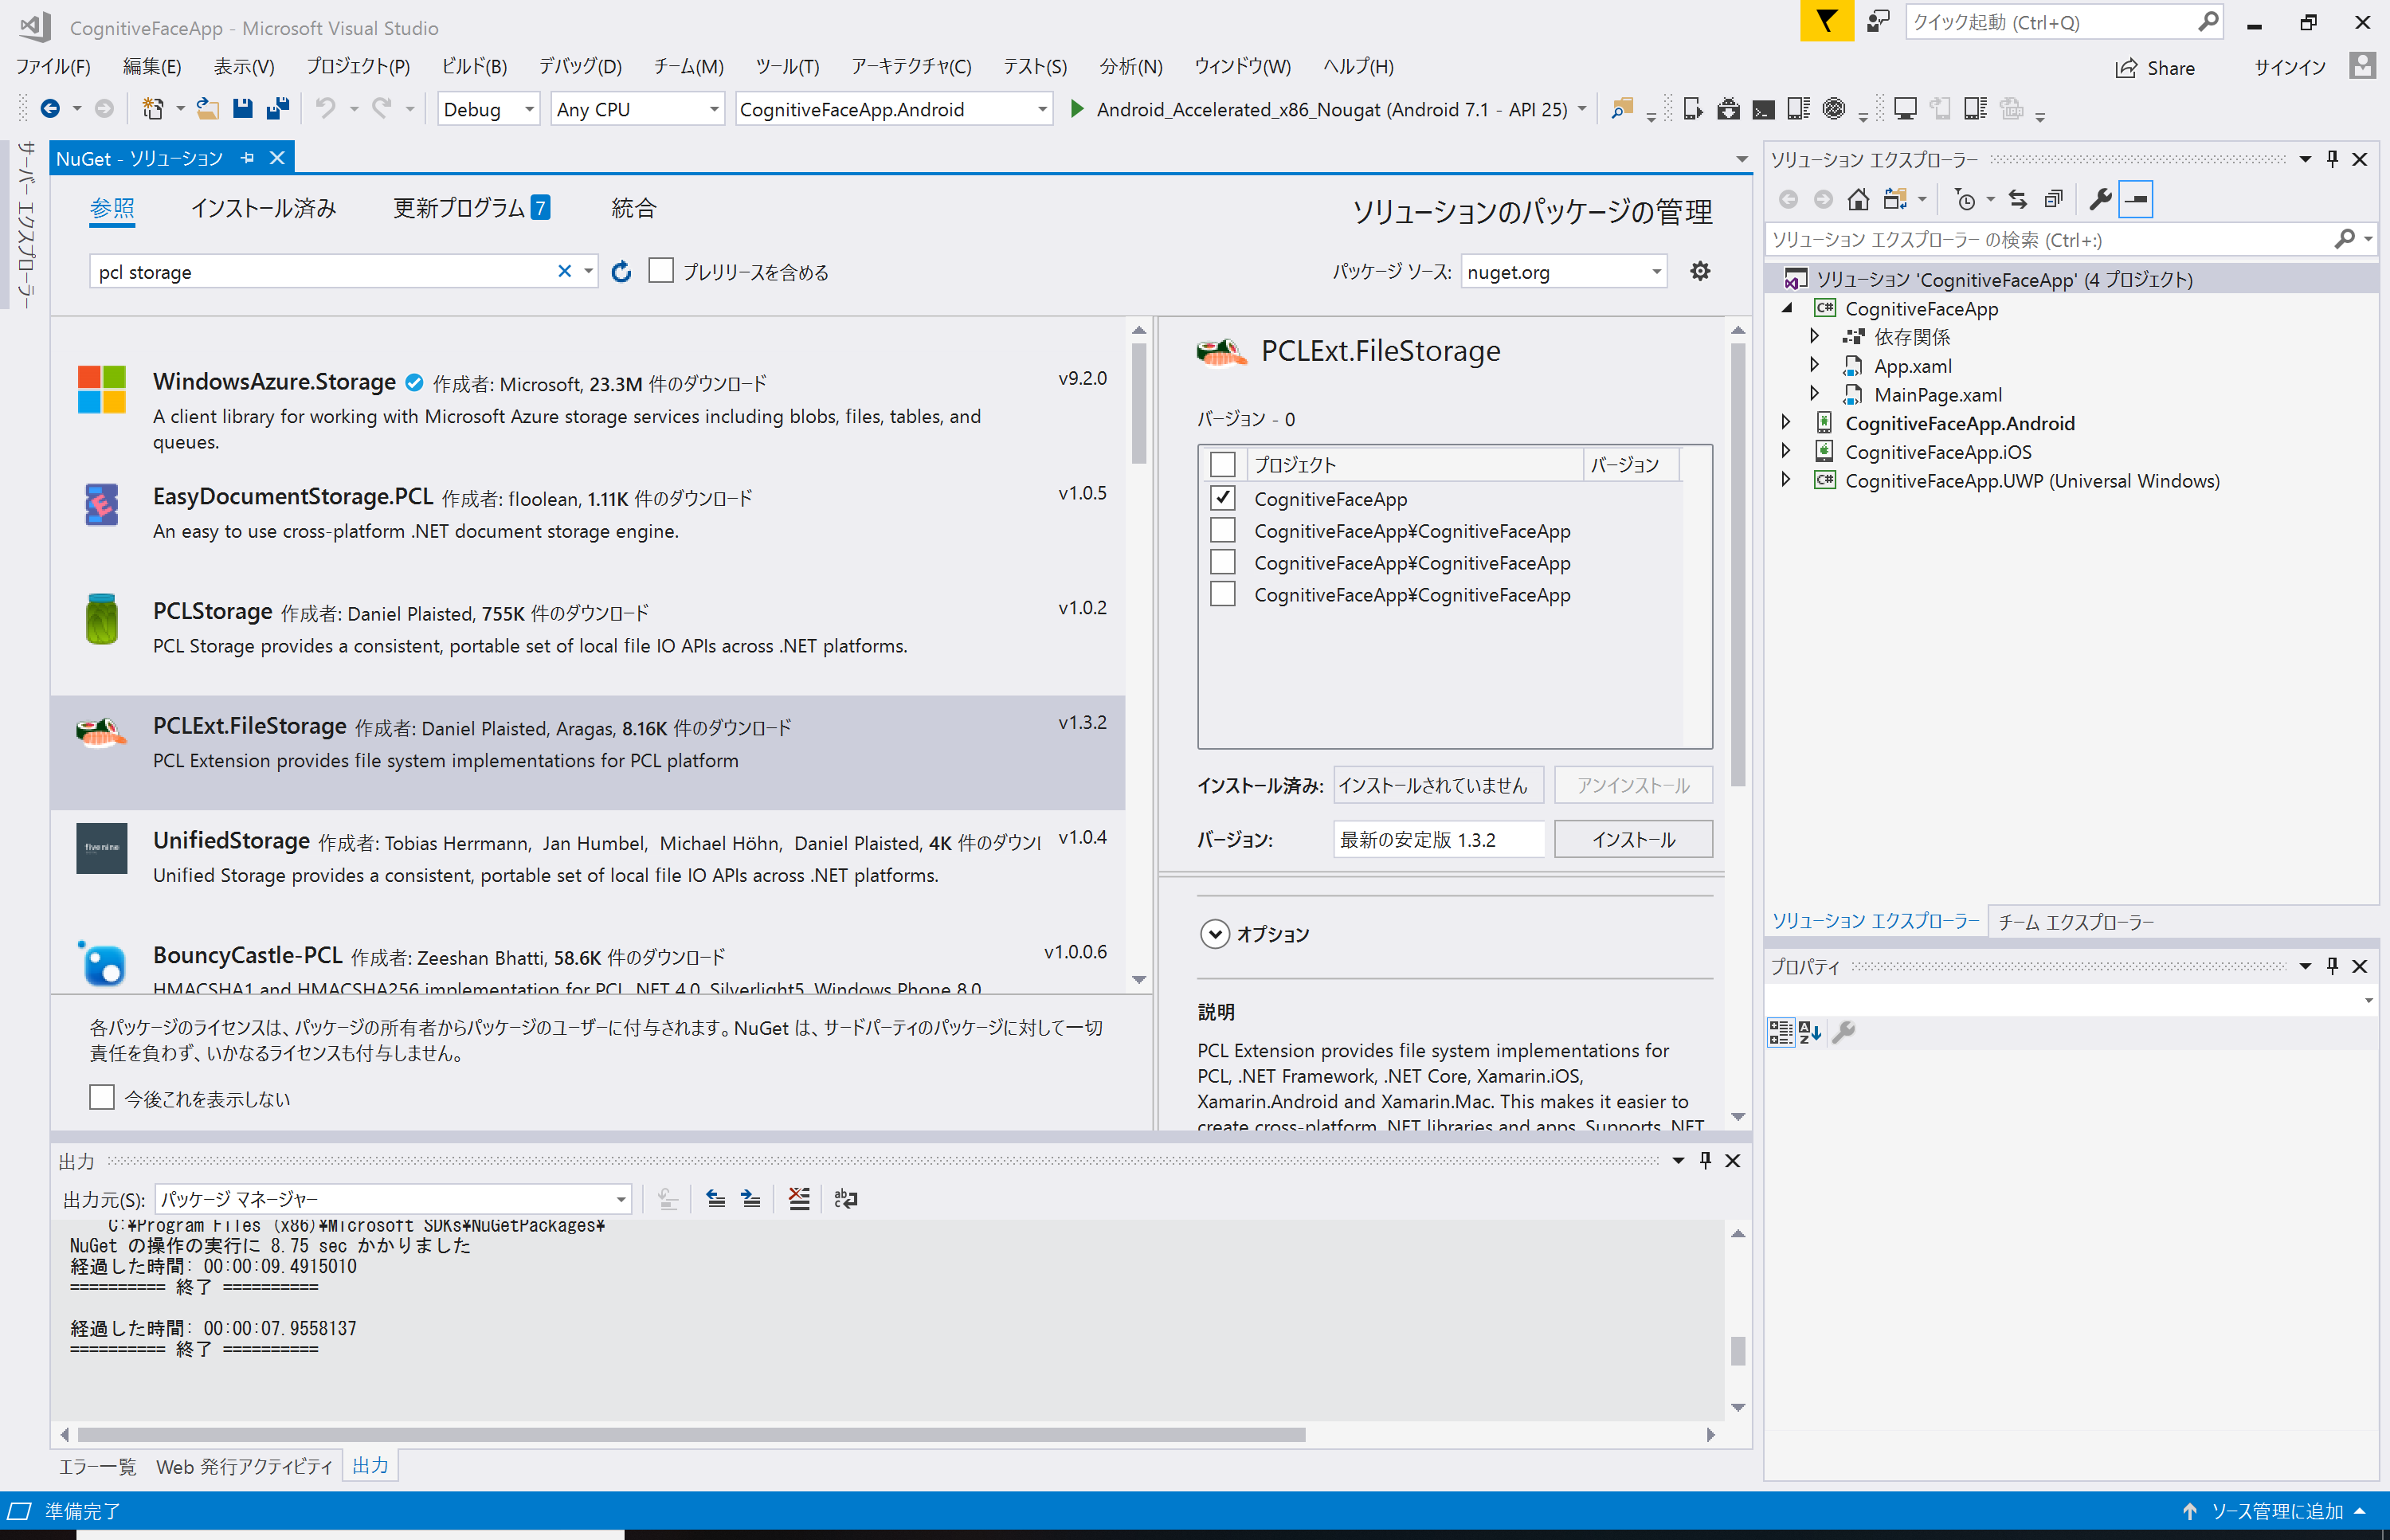 CognitiveFaceApp - Microsoft Visual Studio
クイック起動 (Ctrl+Q)
ファイル(F) 編集(E) 表示(V) プロジェクト(P) ビルド(B) デバッグ(D) チーム(M) ツール(T) アーキテクチャ(C) テスト(S) 分析(N) ウィンドウ(W) ヘルプ(H)
Share サインイン
Debug Any CPU CognitiveFaceApp.Android Android_Accelerated_x86_Nougat (Android 7.1 - API 25)
サーバー エクスプローラー
NuGet - ソリューション
参照 インストール済み 更新プログラム 7 統合
ソリューションのパッケージの管理
pcl storage
プレリリースを含める
パッケージ ソース: nuget.org
WindowsAzure.Storage 作成者: Microsoft, 23.3M 件のダウンロード v9.2.0
A client library for working with Microsoft Azure storage services including blobs, files, tables, and
queues.
EasyDocumentStorage.PCL 作成者: floolean, 1.11K 件のダウンロード v1.0.5
An easy to use cross-platform .NET document storage engine.
PCLStorage 作成者: Daniel Plaisted, 755K 件のダウンロード v1.0.2
PCL Storage provides a consistent, portable set of local file IO APIs across .NET platforms.
PCLExt.FileStorage 作成者: Daniel Plaisted, Aragas, 8.16K 件のダウンロード v1.3.2
PCL Extension provides file system implementations for PCL platform
five nine
UnifiedStorage 作成者: Tobias Herrmann, Jan Humbel, Michael Höhn, Daniel Plaisted, 4K 件のダウン v1.0.4
Unified Storage provides a consistent, portable set of local file IO APIs across .NET platforms.
BouncyCastle-PCL 作成者: Zeeshan Bhatti, 58.6K 件のダウンロード v1.0.0.6
HMACSHA1 and HMACSHA256 implementation for PCL .NET 4.0, Silverlight5, Windows Phone 8.0
各パッケージのライセンスは、パッケージの所有者からパッケージのユーザーに付与されます。NuGet は、サードパーティのパッケージに対して一切
責任を負わず、いかなるライセンスも付与しません。
今後これを表示しない
PCLExt.FileStorage
バージョン - 0
プロジェクト バージョン
CognitiveFaceApp
CognitiveFaceApp¥CognitiveFaceApp
CognitiveFaceApp¥CognitiveFaceApp
CognitiveFaceApp¥CognitiveFaceApp
インストール済み: インストールされていません アンインストール
バージョン: 最新の安定版 1.3.2 インストール
オプション
説明
PCL Extension provides file system implementations for
PCL, .NET Framework, .NET Core, Xamarin.iOS,
Xamarin.Android and Xamarin.Mac. This makes it easier to
create cross-platform .NET libraries and apps. Supports .NET
出力
出力元(S): パッケージ マネージャー
C:¥Program Files (x86)¥Microsoft SDKs¥NuGetPackages¥
NuGet の操作の実行に 8.75 sec かかりました
経過した時間: 00:00:09.4915010
========== 終了 ==========
経過した時間: 00:00:07.9558137
========== 終了 ==========
エラー一覧 Web 発行アクティビティ 出力
ソリューション エクスプローラー
ソリューション エクスプローラー の検索 (Ctrl+:)
ソリューション 'CognitiveFaceApp' (4 プロジェクト)
C# CognitiveFaceApp
依存関係
App.xaml
MainPage.xaml
CognitiveFaceApp.Android
CognitiveFaceApp.iOS
C# CognitiveFaceApp.UWP (Universal Windows)
ソリューション エクスプローラー チーム エクスプローラー
プロパティ
準備完了
ソース管理に追加